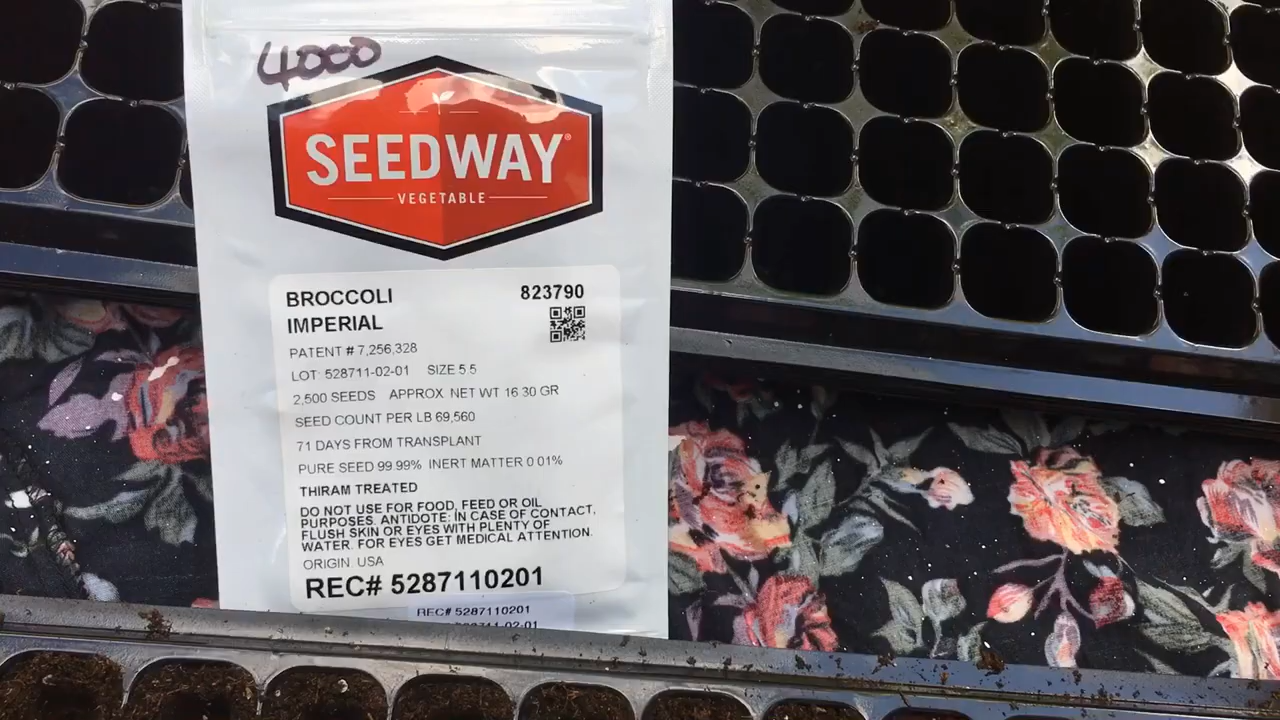 4000
SEEDWAY®
VEGETABLE
BROCCOLI 823790
IMPERIAL
PATENT # 7,256,328
LOT: 528711-02-01 SIZE 5.5
2,500 SEEDS APPROX. NET WT 16.30 GR
SEED COUNT PER LB 69,560
71 DAYS FROM TRANSPLANT
PURE SEED 99.99% INERT MATTER 0.01%
THIRAM TREATED
DO NOT USE FOR FOOD, FEED OR OIL
PURPOSES. ANTIDOTE: IN CASE OF CONTACT,
FLUSH SKIN OR EYES WITH PLENTY OF
WATER. FOR EYES GET MEDICAL ATTENTION.
ORIGIN: USA
REC# 5287110201
REC# 5287110201